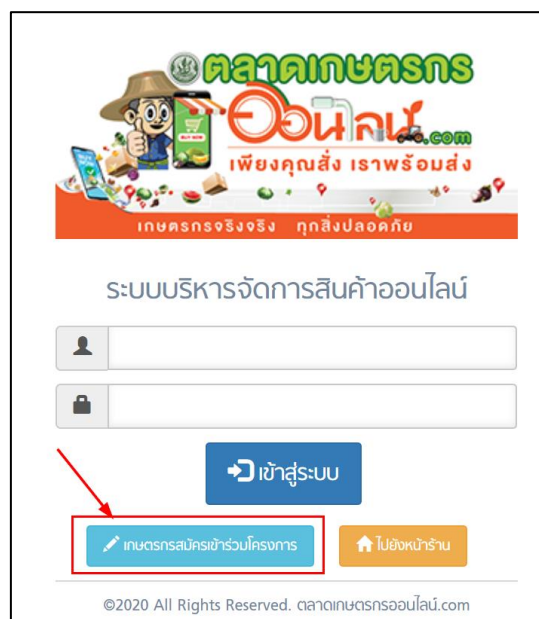 ตลาดเกษตรกร
ออนไลน์.com
BUY NOW
เพียงคุณสั่ง เราพร้อมส่ง
เกษตรกรจริงจริง ทุกสิ่งปลอดภัย
ระบบบริหารจัดการสินค้าออนไลน์
เข้าสู่ระบบ
เกษตรกรสมัครเข้าร่วมโครงการ
ไปยังหน้าร้าน
©2020 All Rights Reserved. ตลาดเกษตรกรออนไลน์.com